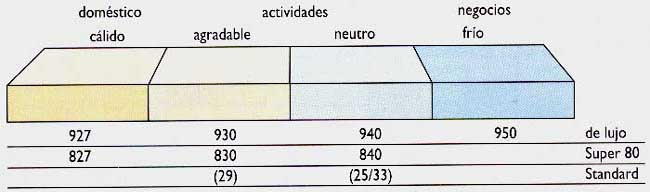 doméstico actividades negocios
cálido agradable neutro frío
927 930 940 950 de lujo
827 830 840 Super 80
(29) (25/33) Standard